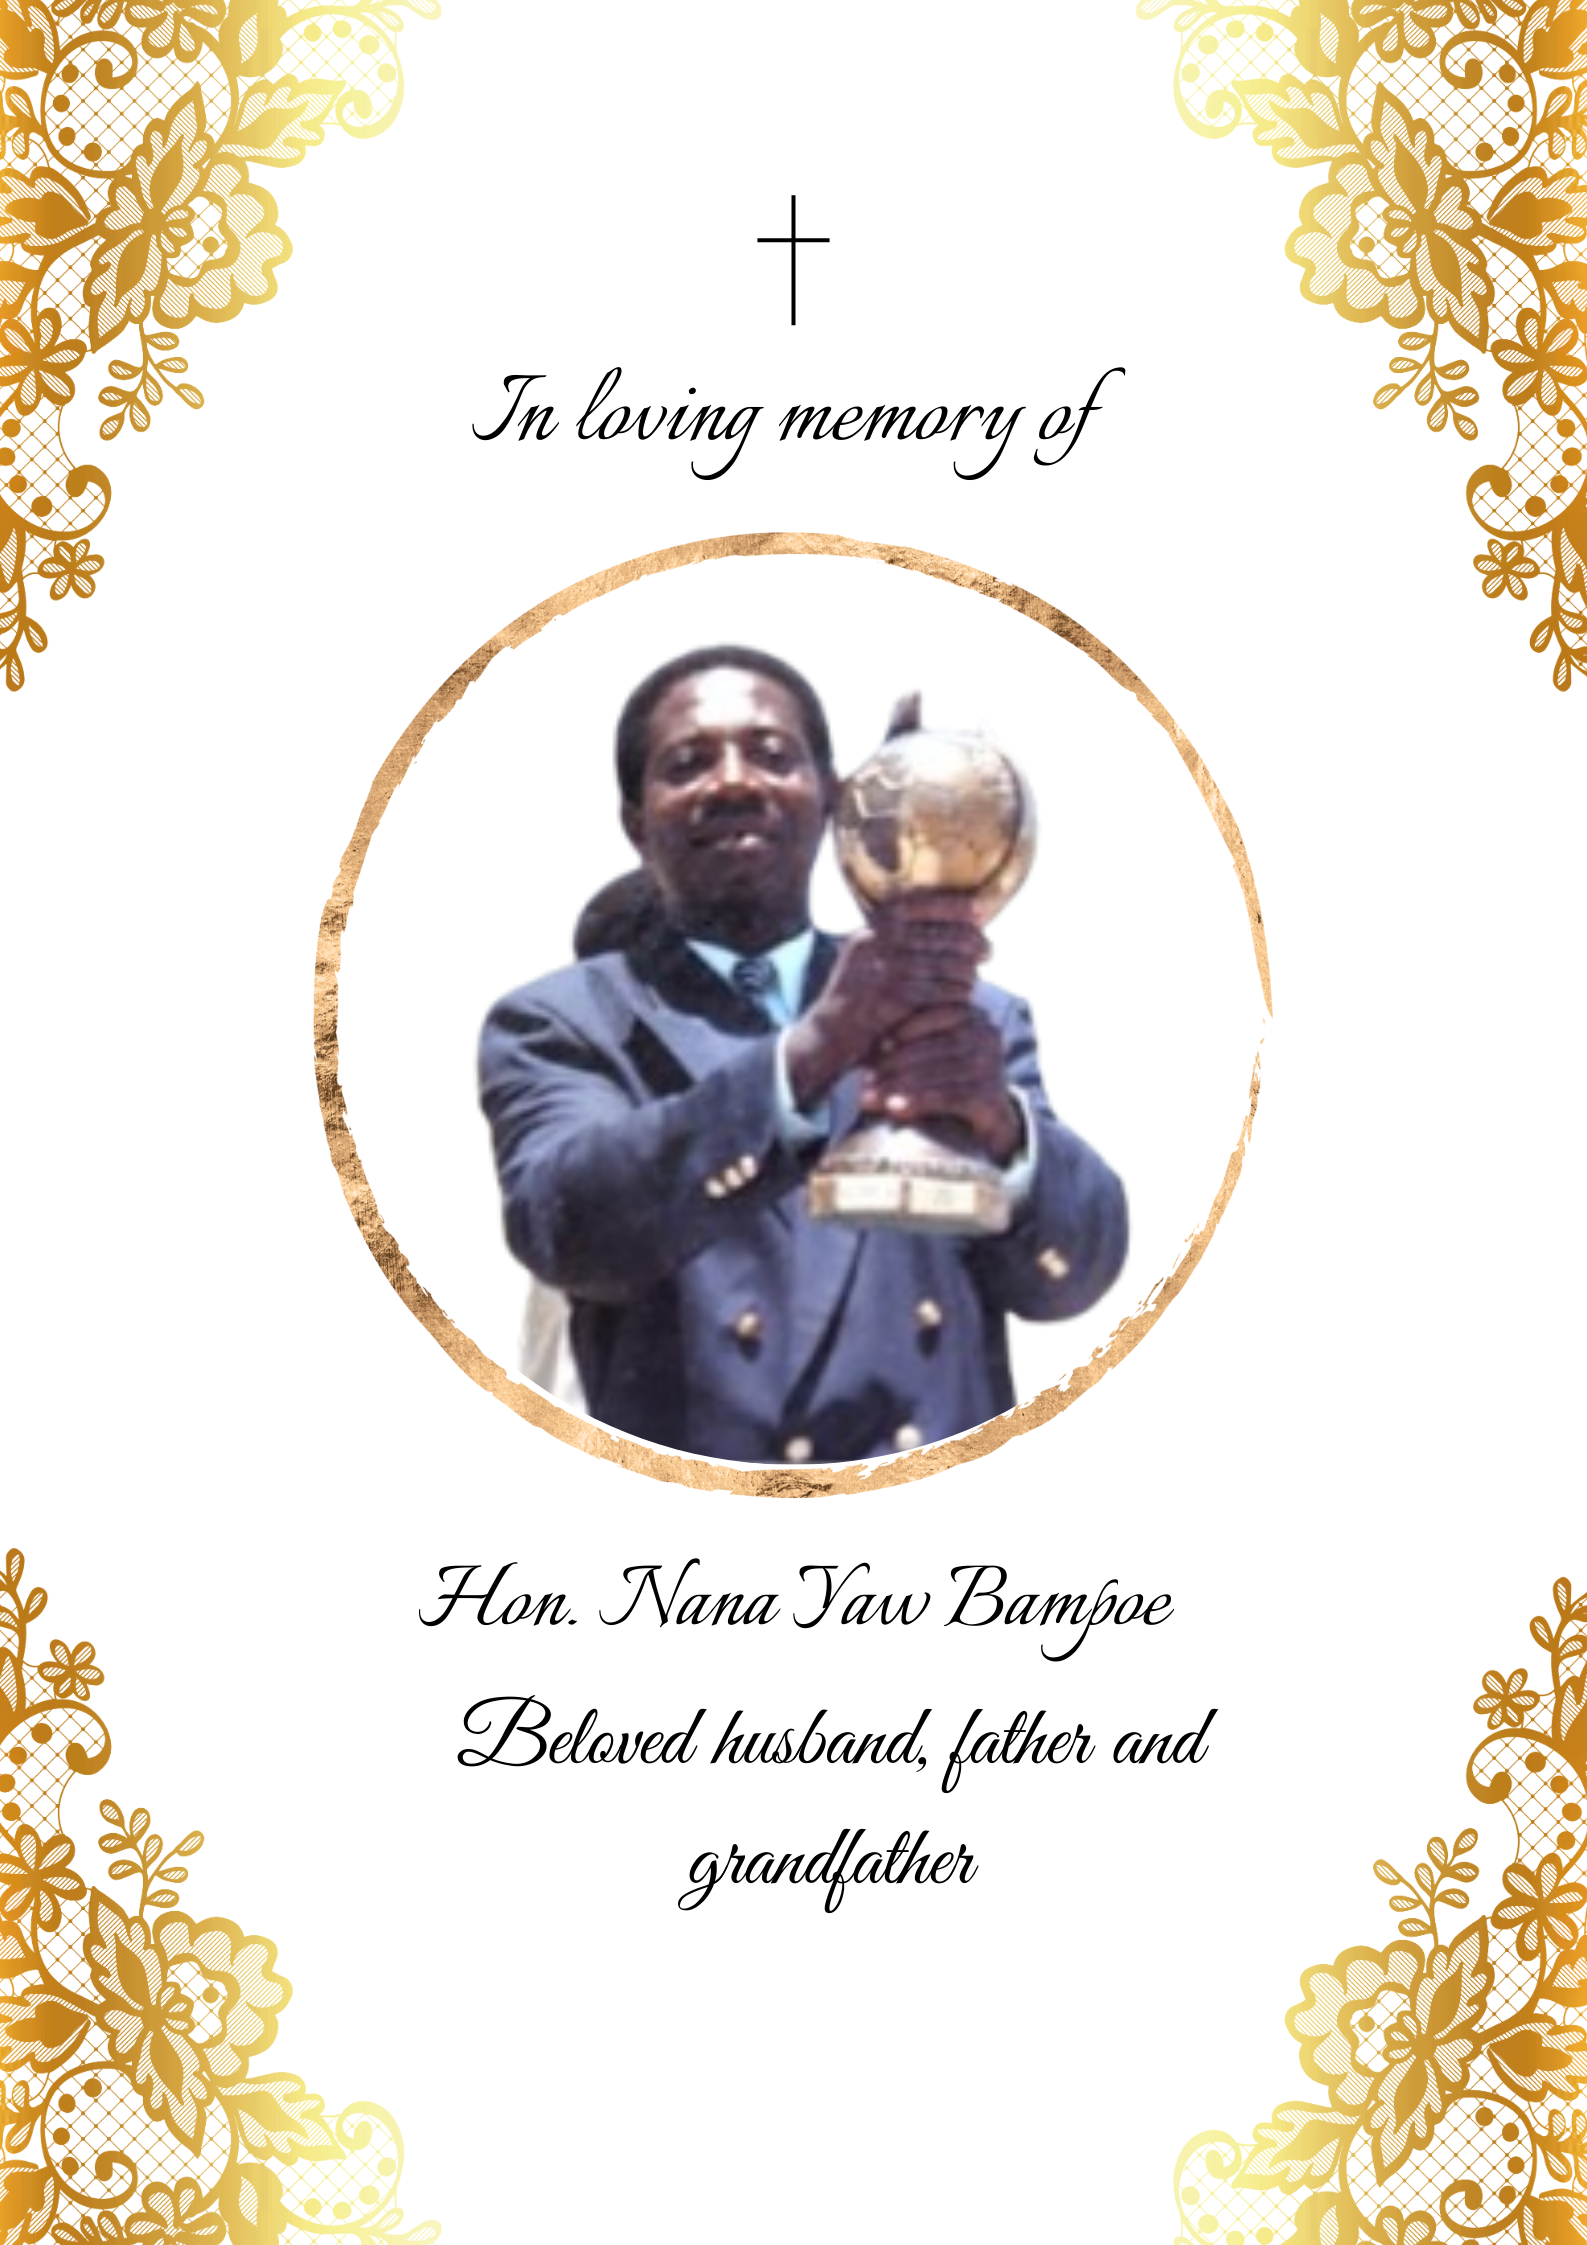 In loving memory of
Hon. Nana Yaw Bampoe
Beloved husband, father and
grandfather